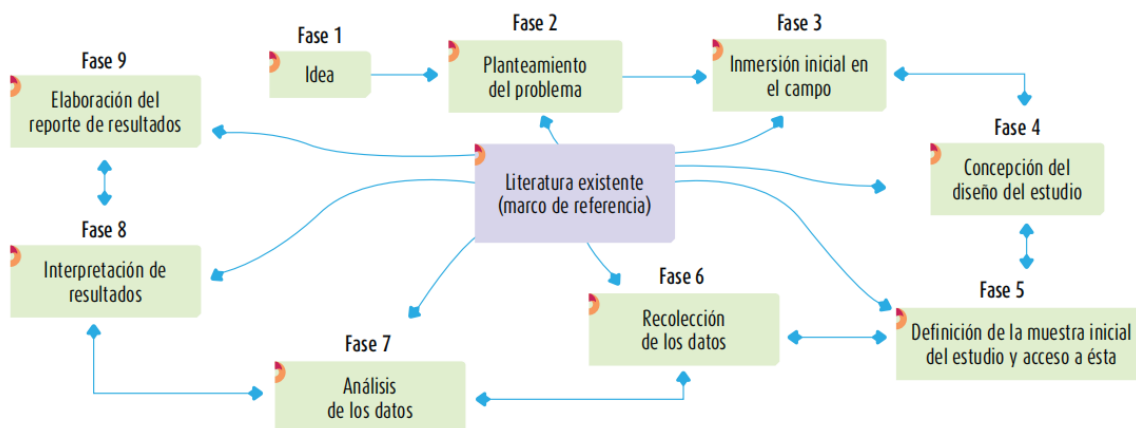 Fase 1
Idea
Fase 2
Planteamiento
del problema
Fase 3
Inmersión inicial en
el campo
Fase 4
Concepción del
diseño del estudio
Fase 5
Definición de la muestra inicial
del estudio y acceso a ésta
Fase 6
Recolección
de los datos
Fase 7
Análisis
de los datos
Fase 8
Interpretación de
resultados
Fase 9
Elaboración del
reporte de resultados
Literatura existente
(marco de referencia)